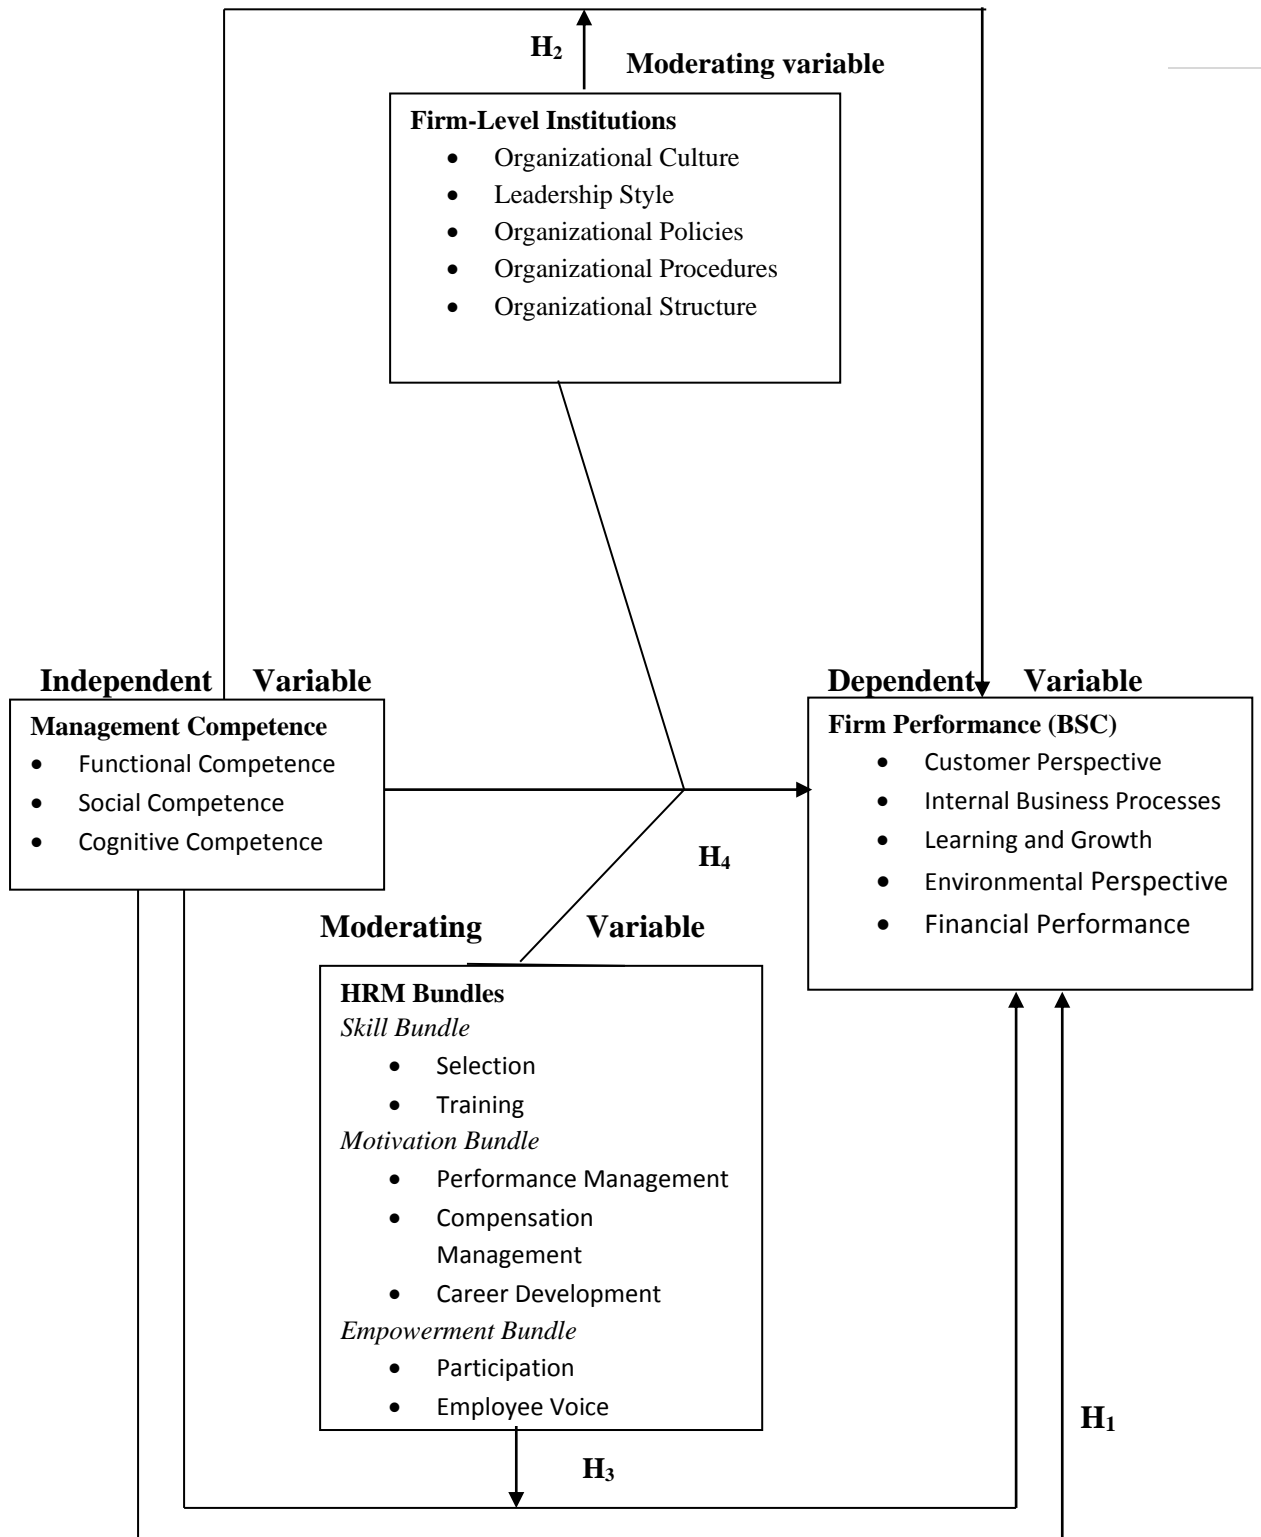 H₂
Moderating variable
Firm-Level Institutions
• Organizational Culture
• Leadership Style
• Organizational Policies
• Organizational Procedures
• Organizational Structure
Independent Variable
Management Competence
• Functional Competence
• Social Competence
• Cognitive Competence
Dependent Variable
Firm Performance (BSC)
• Customer Perspective
• Internal Business Processes
• Learning and Growth
• Environmental Perspective
• Financial Performance
H₄
Moderating Variable
HRM Bundles
Skill Bundle
• Selection
• Training
Motivation Bundle
• Performance Management
• Compensation
Management
• Career Development
Empowerment Bundle
• Participation
• Employee Voice
H₁
H₃